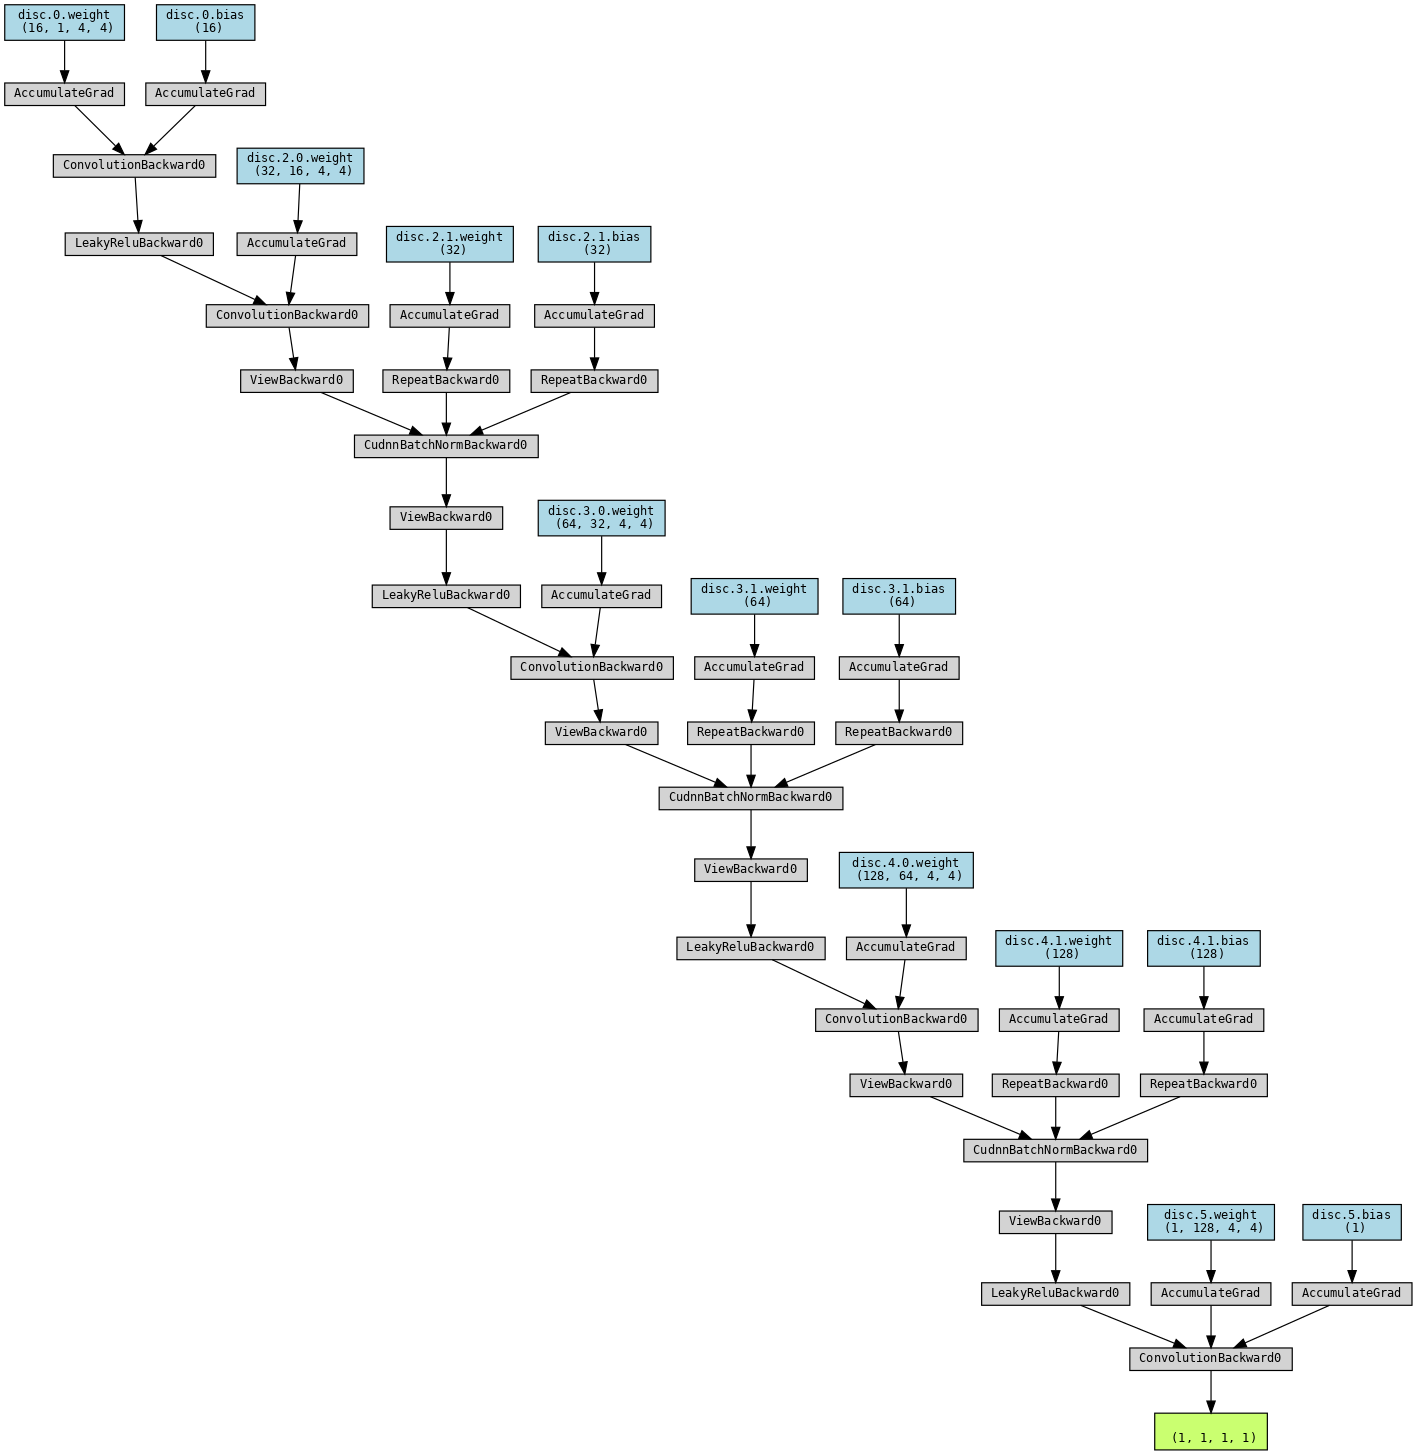 disc.0.weight
(16, 1, 4, 4)
disc.0.bias
(16)
AccumulateGrad
AccumulateGrad
ConvolutionBackward0
disc.2.0.weight
(32, 16, 4, 4)
LeakyReluBackward0
AccumulateGrad
disc.2.1.weight
(32)
disc.2.1.bias
(32)
ConvolutionBackward0
AccumulateGrad
AccumulateGrad
ViewBackward0
RepeatBackward0
RepeatBackward0
CudnnBatchNormBackward0
ViewBackward0
disc.3.0.weight
(64, 32, 4, 4)
LeakyReluBackward0
AccumulateGrad
disc.3.1.weight
(64)
disc.3.1.bias
(64)
ConvolutionBackward0
AccumulateGrad
AccumulateGrad
ViewBackward0
RepeatBackward0
RepeatBackward0
CudnnBatchNormBackward0
ViewBackward0
disc.4.0.weight
(128, 64, 4, 4)
LeakyReluBackward0
AccumulateGrad
disc.4.1.weight
(128)
disc.4.1.bias
(128)
ConvolutionBackward0
AccumulateGrad
AccumulateGrad
ViewBackward0
RepeatBackward0
RepeatBackward0
CudnnBatchNormBackward0
ViewBackward0
disc.5.weight
(1, 128, 4, 4)
disc.5.bias
(1)
LeakyReluBackward0
AccumulateGrad
AccumulateGrad
ConvolutionBackward0
(1, 1, 1, 1)